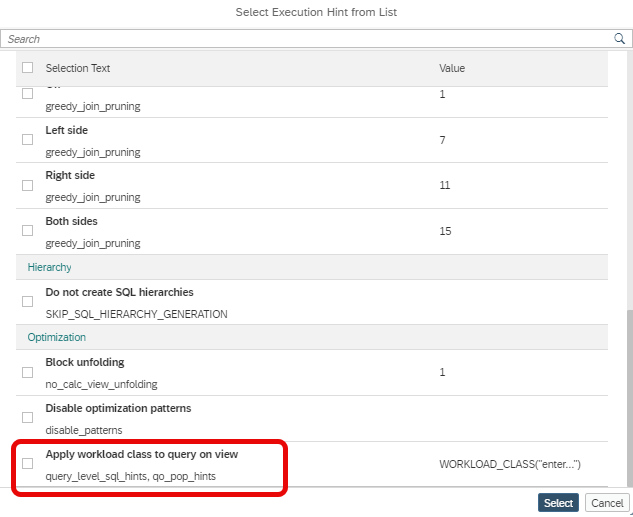 Select Execution Hint from List
Search
Selection Text Value
greedy_join_pruning 1
Left side
greedy_join_pruning 7
Right side
greedy_join_pruning 11
Both sides
greedy_join_pruning 15
Hierarchy
Do not create SQL hierarchies
SKIP_SQL_HIERARCHY_GENERATION
Optimization
Block unfolding
no_calc_view_unfolding 1
Disable optimization patterns
disable_patterns
Apply workload class to query on view
query_level_sql_hints, qo_pop_hints WORKLOAD_CLASS("enter...")
Select Cancel